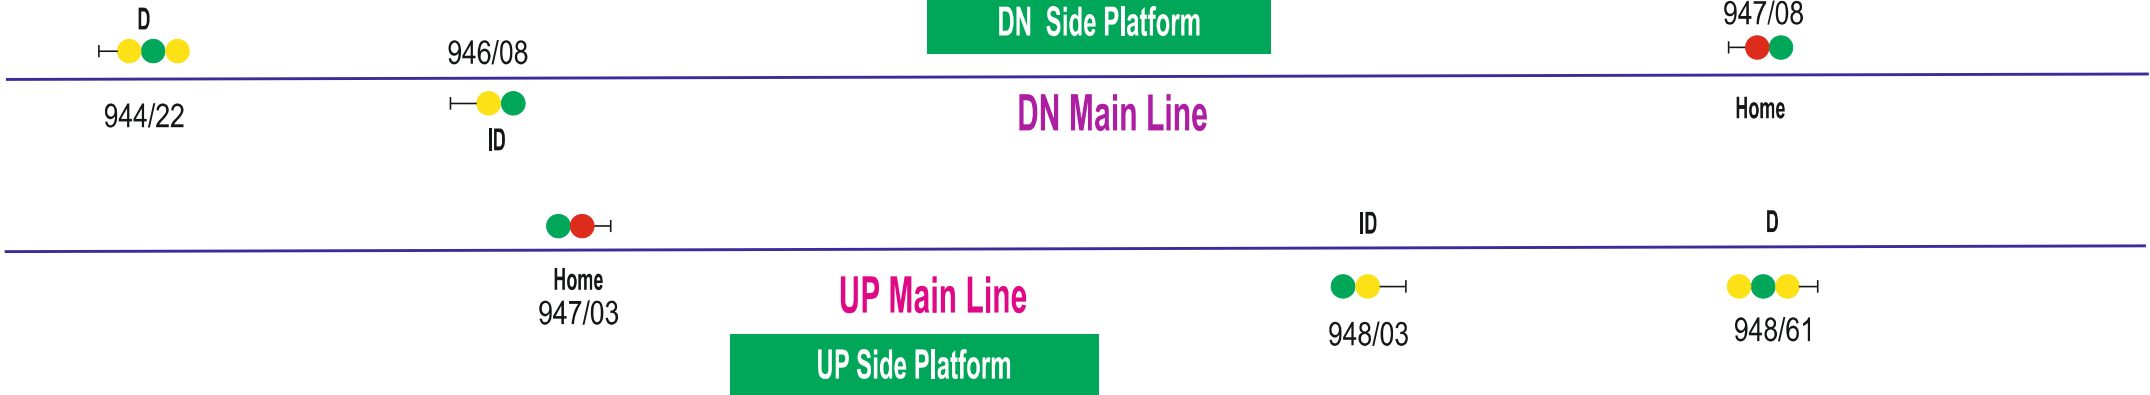 D
DN Side Platform
947/08
946/08
944/22
ID
DN Main Line
Home
ID
D
Home
947/03
UP Main Line
948/03
948/61
UP Side Platform